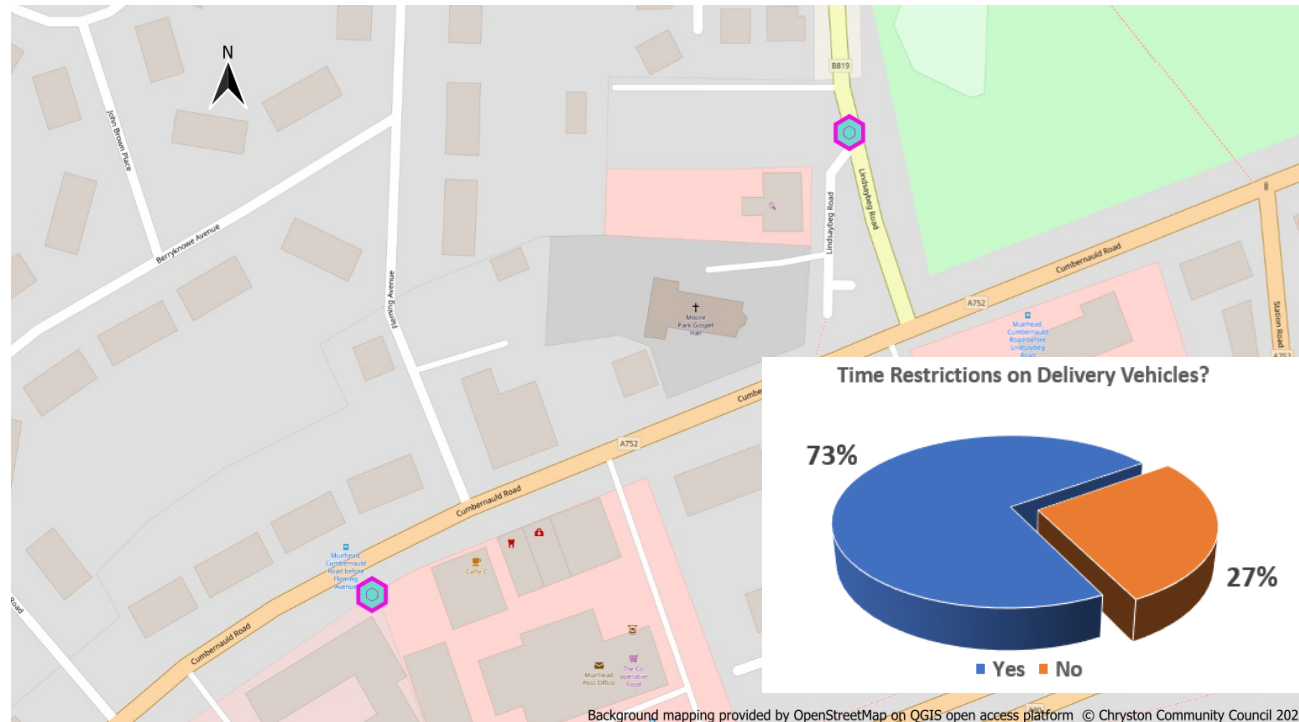 N
John Brown Place
Berryknowe Avenue
Fleming Avenue
B819
Lindsaybeg Road
Lindsaybeg Road
Moore
Park Gospel
Hall
Cumbernauld Road
A752
Station Road
A752
Muirhead,
Cumbernauld
Road before
Lindsaybeg
Road
A752
Cumbernauld Road
Muirhead,
Cumbernauld
Road before
Fleming
Avenue
Caffe C
Cumbernauld Road
Road
Muirhead
Post Office
The Co-
operative
Food
Time Restrictions on Delivery Vehicles?
73%
27%
Yes No
Background mapping provided by OpenStreetMap on QGIS open access platform © Chryston Community Council 202